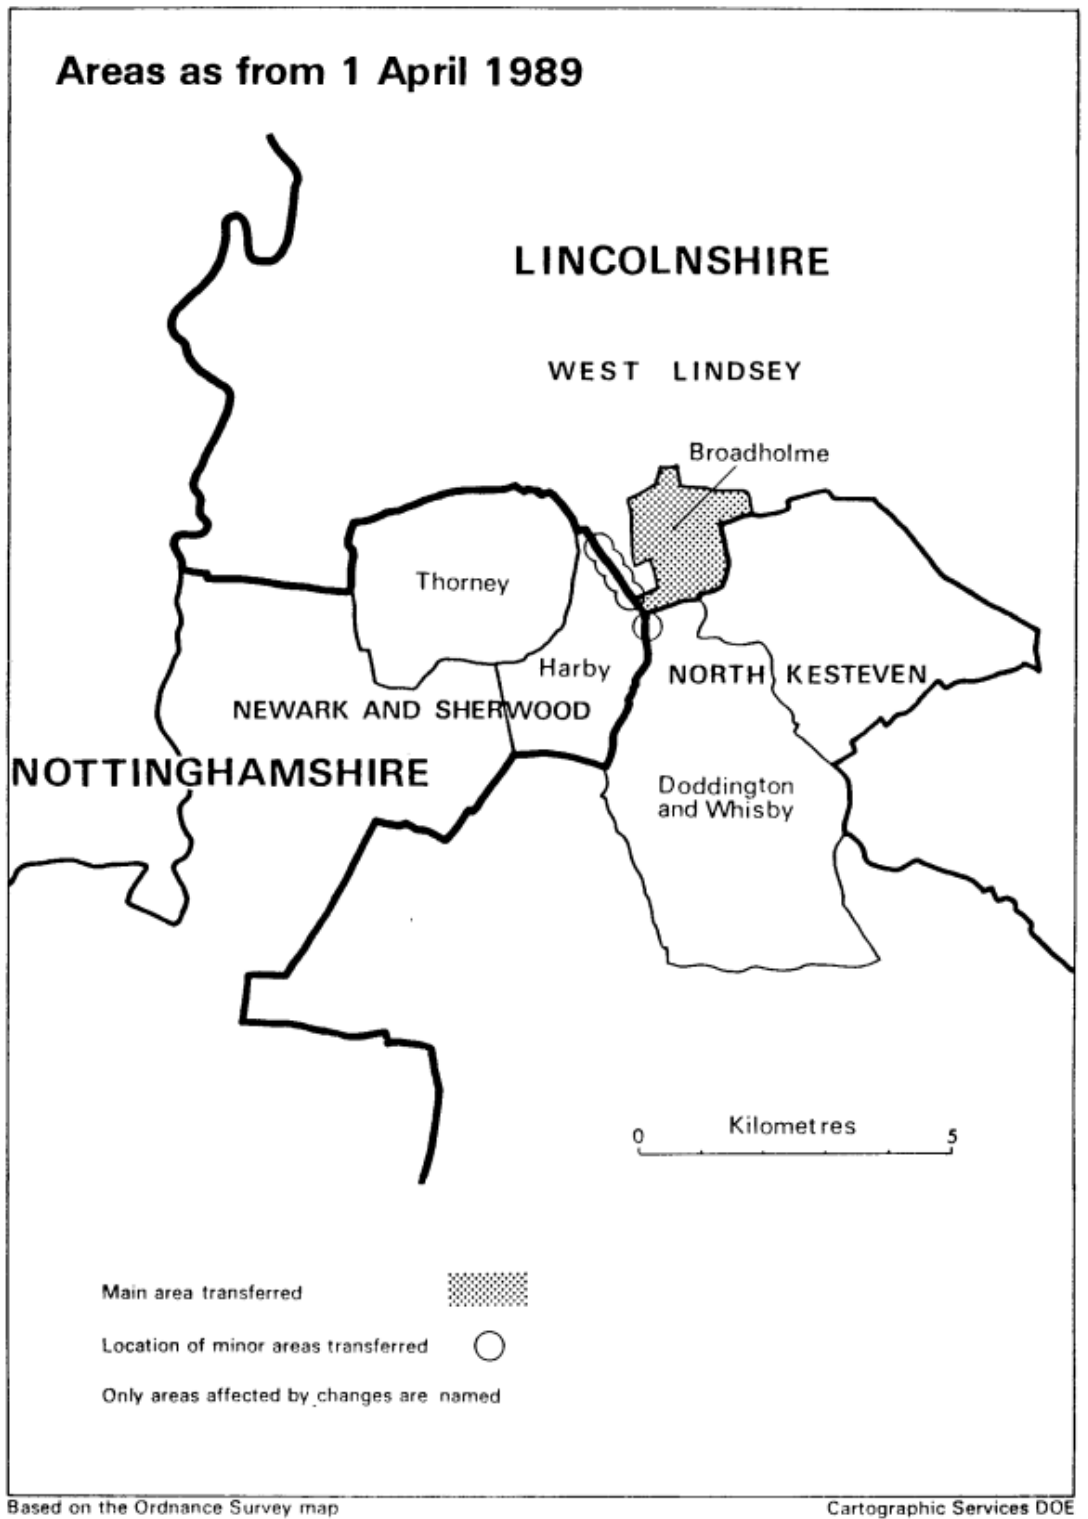 Areas as from 1 April 1989
LINCOLNSHIRE
WEST LINDSEY
Broadholme
Thorney
Harby
NORTH KESTEVEN
NEWARK AND SHERWOOD
NOTTINGHAMSHIRE
Doddington
and Whisby
Kilometres
0 5
Main area transferred
Location of minor areas transferred
Only areas affected by changes are named
Based on the Ordnance Survey map
Cartographic Services DOE